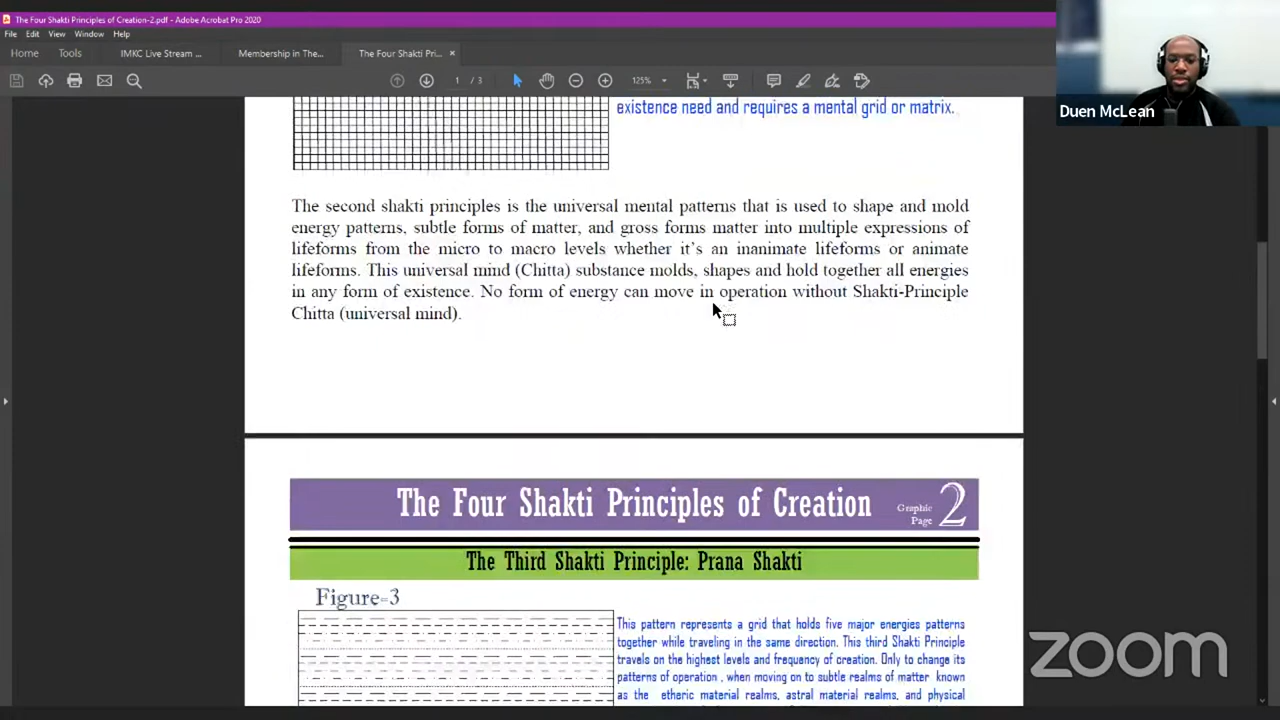 The Four Shakti Principles of Creation-2.pdf - Adobe Acrobat Pro 2020
File Edit View Window Help
Home Tools IMKC Live Stream ... Membership in The... The Four Shakti Pri... ×
1 / 3 125%
Duen McLean
existence need and requires a mental grid or matrix.
The second shakti principles is the universal mental patterns that is used to shape and mold
energy patterns, subtle forms of matter, and gross forms matter into multiple expressions of
lifeforms from the micro to macro levels whether it's an inanimate lifeforms or animate
lifeforms. This universal mind (Chitta) substance molds, shapes and hold together all energies
in any form of existence. No form of energy can move in operation without Shakti-Principle
Chitta (universal mind).
The Four Shakti Principles of Creation
Graphic
Page 2
The Third Shakti Principle: Prana Shakti
Figure-3
This pattern represents a grid that holds five major energies patterns
together while traveling in the same direction. This third Shakti Principle
travels on the highest levels and frequency of creation. Only to change its
patterns of operation , when moving on to subtle realms of matter known
as the etheric material realms, astral material realms, and physical
zoom